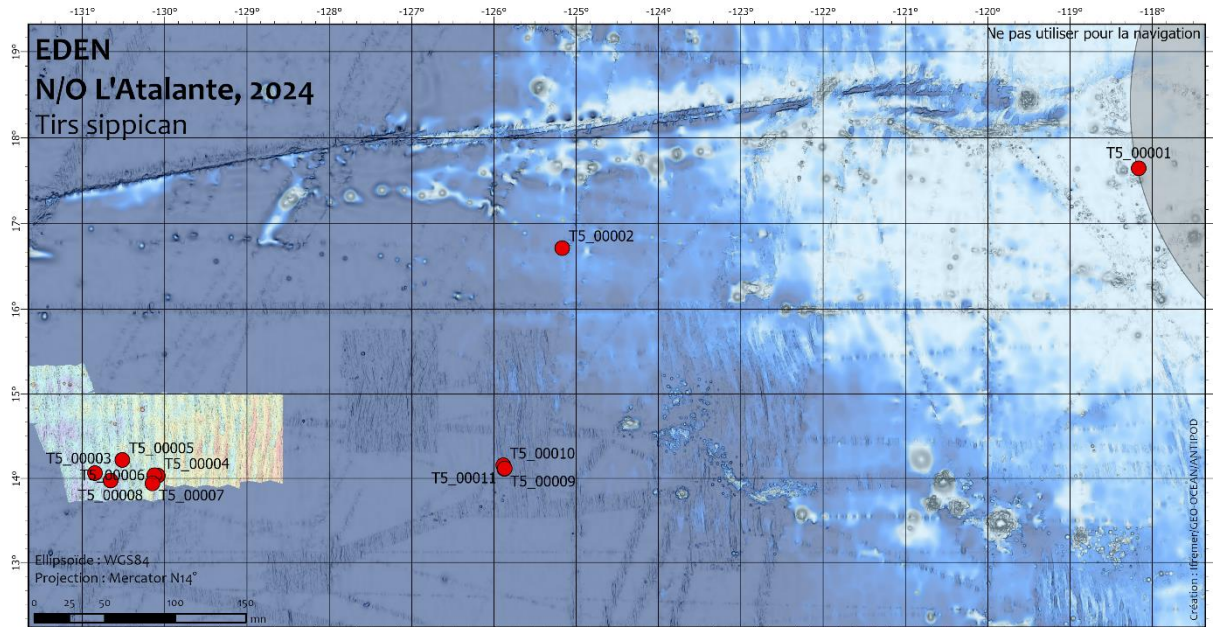 -131° -130° -129° -128° -127° -126° -125° -124° -123° -122° -121° -120° -119° -118°
EDEN
N/O L'Atalante, 2024
Tirs sippican
Ne pas utiliser pour la navigation
19°
18°
17°
16°
15°
14°
13°
T5_00001
T5_00002
T5_00005
T5_00003
T5_00004
T5_00006
T5_00008
T5_00007
T5_00010
T5_00011
T5_00009
Ellipsoïde : WGS84
Projection : Mercator N14°
0 25 50 100 150
mn
Création : Ifremer/GEO-OCEAN/ANTIPOD